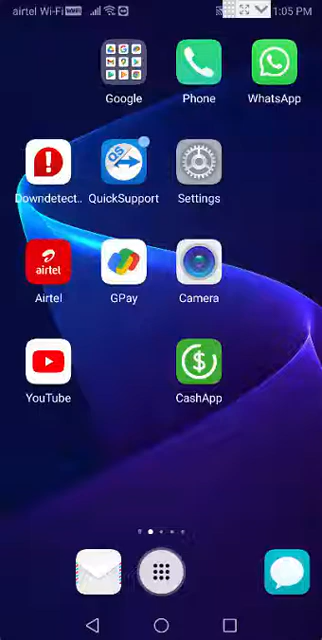 airtel Wi-Fi 1:05 PM
Google Phone WhatsApp
Downdetect.. QuickSupport Settings
airtel
Airtel GPay Camera
YouTube CashApp